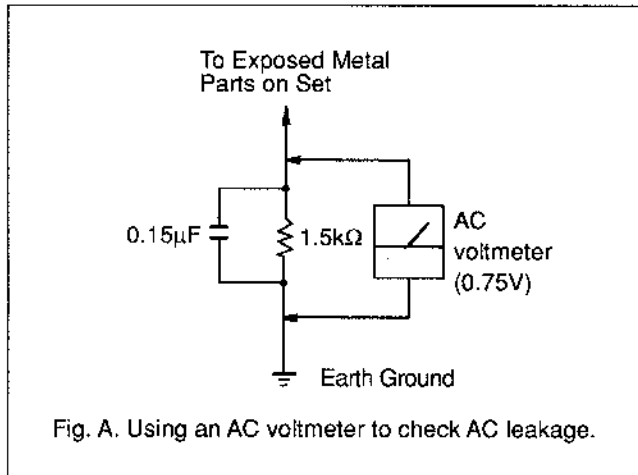 To Exposed Metal
Parts on Set
0.15μF
1.5kΩ
AC
voltmeter
(0.75V)
Earth Ground
Fig. A. Using an AC voltmeter to check AC leakage.